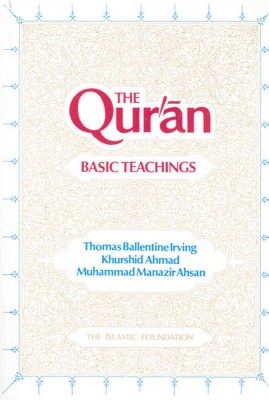 THE
Qur'ān
BASIC TEACHINGS
Thomas Ballentine Irving
Khurshid Ahmad
Muhammad Manazir Ahsan
THE ISLAMIC FOUNDATION